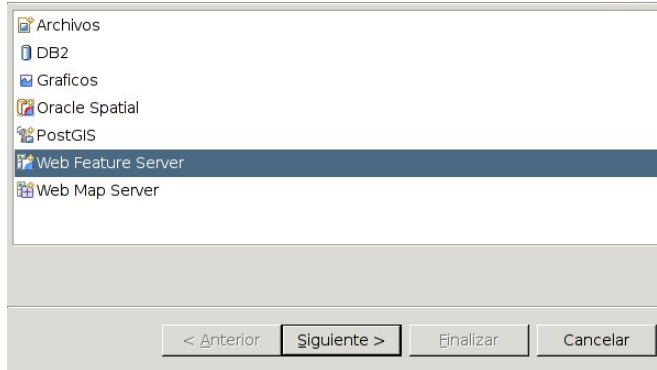 Archivos
DB2
Graficos
Oracle Spatial
PostGIS
Web Feature Server
Web Map Server
< Anterior Siguiente > Finalizar Cancelar